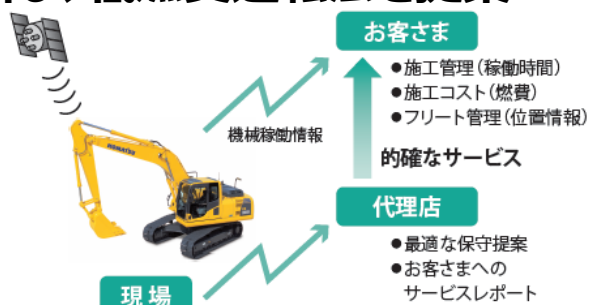 お客さま
●施工管理（稼働時間）
●施工コスト（燃費）
●フリート管理（位置情報）
機械稼働情報
的確なサービス
KOMATSU
代理店
●最適な保守提案
●お客さまへの
サービスレポート
現場